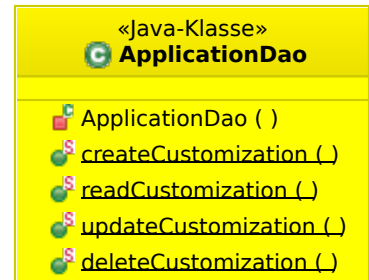 «Java-Klasse»
ApplicationDao
ApplicationDao ( )
createCustomization ( )
readCustomization ( )
updateCustomization ( )
deleteCustomization ( )